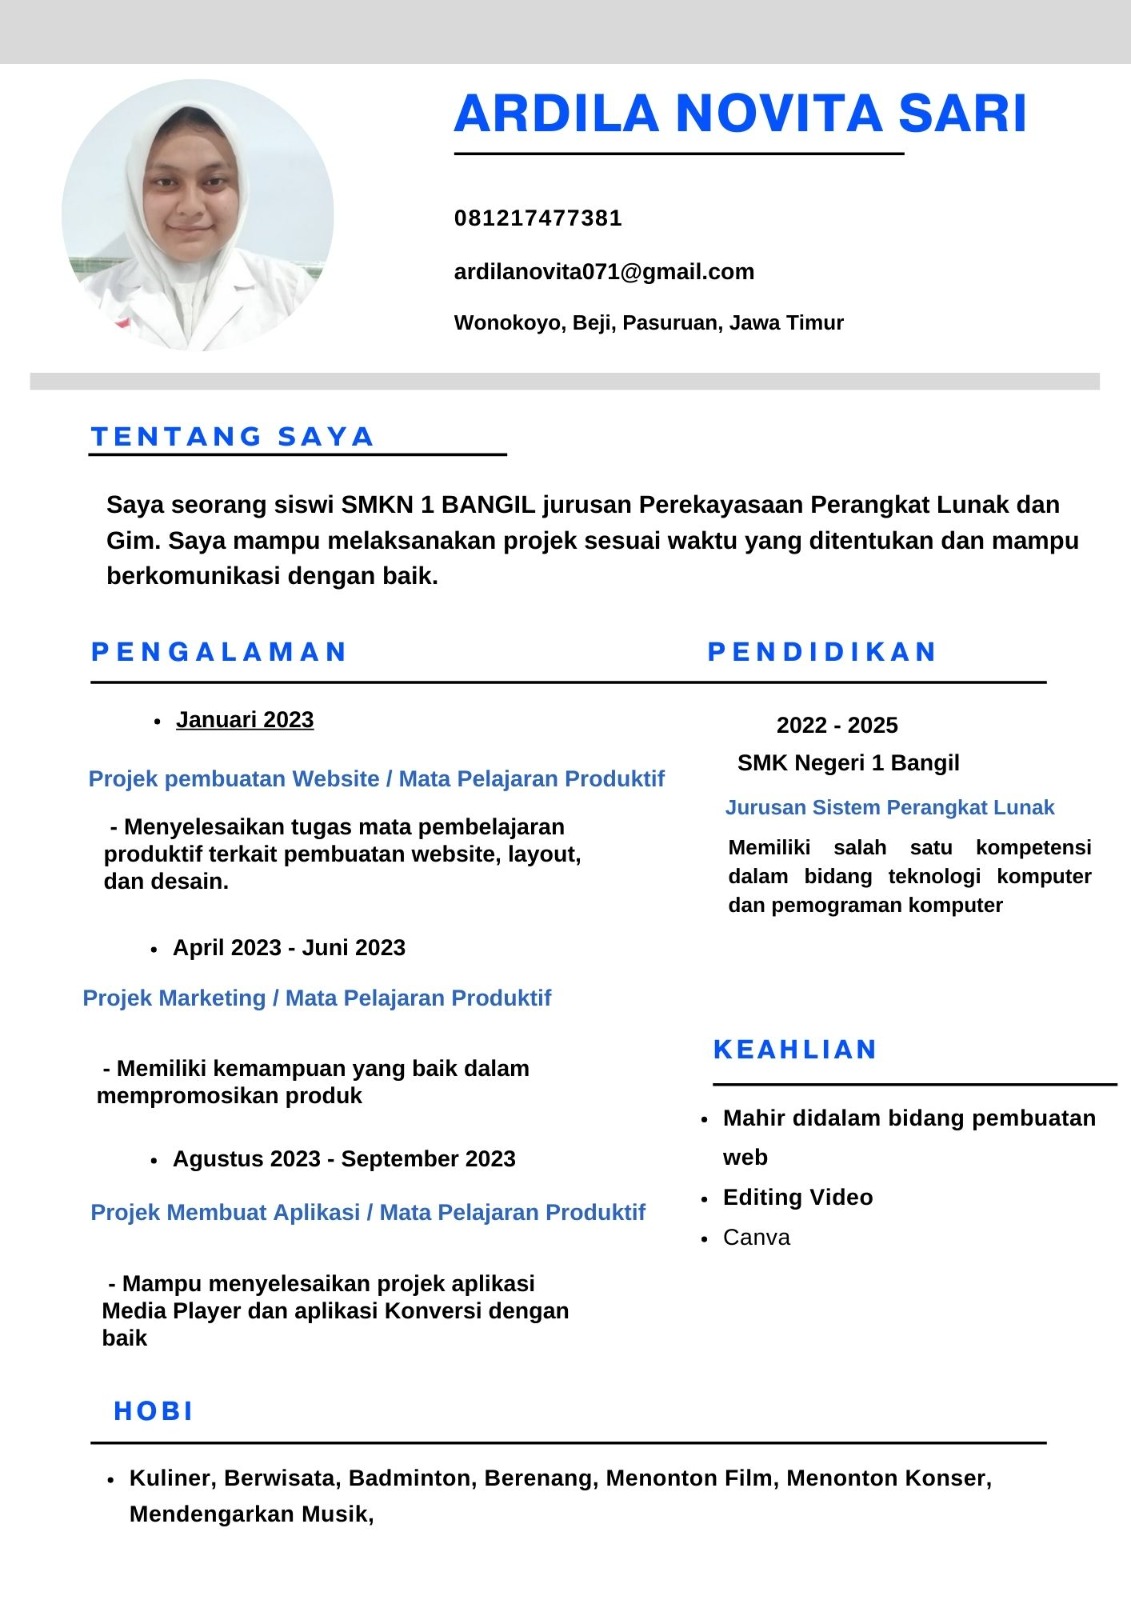 ARDILA NOVITA SARI
081217477381
ardilanovita071@gmail.com
Wonokoyo, Beji, Pasuruan, Jawa Timur
TENTANG SAYA
Saya seorang siswi SMKN 1 BANGIL jurusan Perekayasaan Perangkat Lunak dan
Gim. Saya mampu melaksanakan projek sesuai waktu yang ditentukan dan mampu
berkomunikasi dengan baik.
PENGALAMAN
• Januari 2023
Projek pembuatan Website / Mata Pelajaran Produktif
- Menyelesaikan tugas mata pembelajaran
produktif terkait pembuatan website, layout,
dan desain.
• April 2023 - Juni 2023
Projek Marketing / Mata Pelajaran Produktif
- Memiliki kemampuan yang baik dalam
mempromosikan produk
• Agustus 2023 - September 2023
Projek Membuat Aplikasi / Mata Pelajaran Produktif
- Mampu menyelesaikan projek aplikasi
Media Player dan aplikasi Konversi dengan
baik
PENDIDIKAN
2022 - 2025
SMK Negeri 1 Bangil
Jurusan Sistem Perangkat Lunak
Memiliki salah satu kompetensi
dalam bidang teknologi komputer
dan pemograman komputer
KEAHLIAN
• Mahir didalam bidang pembuatan
web
• Editing Video
• Canva
HOBI
• Kuliner, Berwisata, Badminton, Berenang, Menonton Film, Menonton Konser,
Mendengarkan Musik,